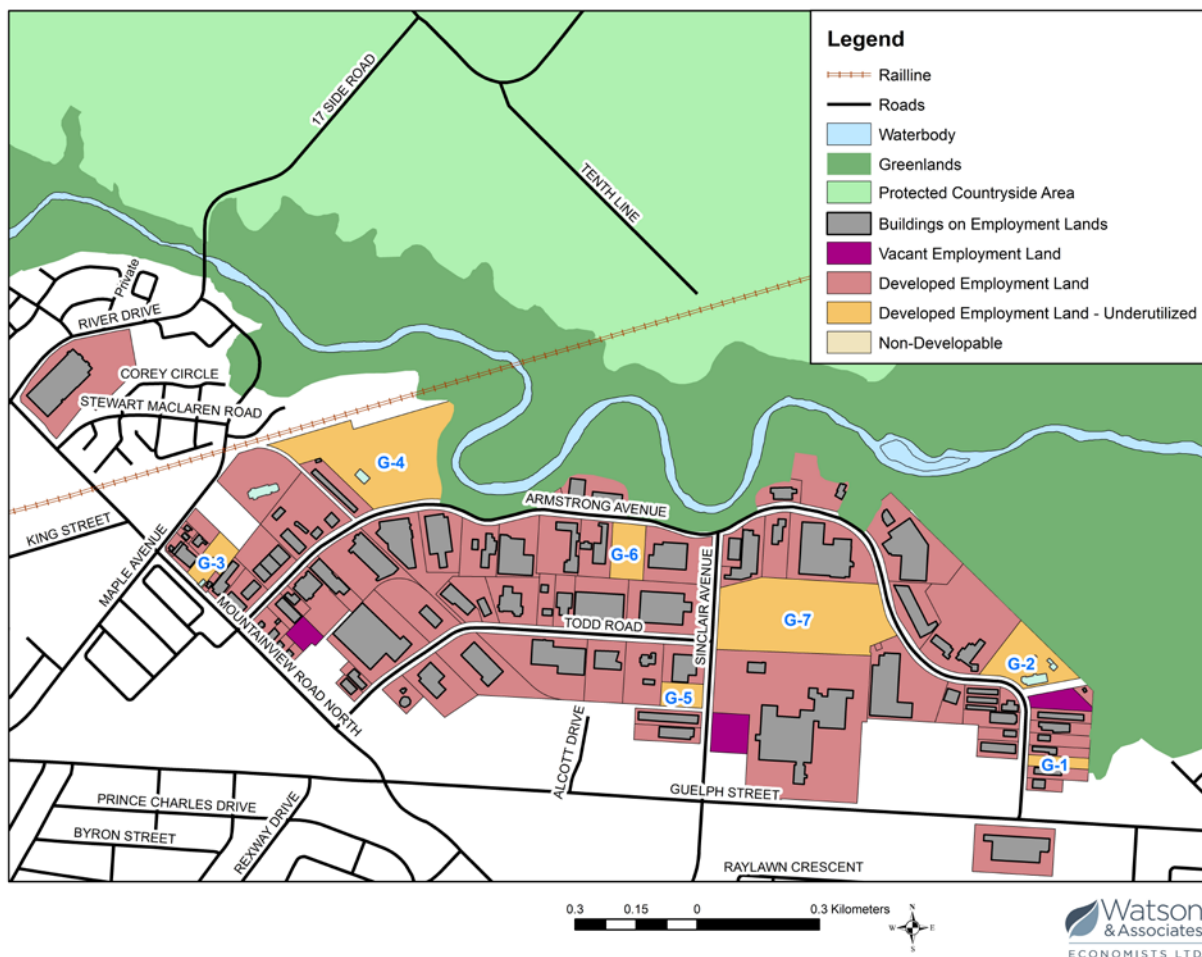 Legend
Railline
Roads
Waterbody
Greenlands
Protected Countryside Area
Buildings on Employment Lands
Vacant Employment Land
Developed Employment Land
Developed Employment Land - Underutilized
Non-Developable
17 SIDE ROAD
TENTH LINE
Private
RIVER DRIVE
COREY CIRCLE
STEWART MACLAREN ROAD
G-4
ARMSTRONG AVENUE
KING STREET
MAPLE AVENUE
G-3
G-6
MOUNTAINVIEW ROAD NORTH
TODD ROAD
SINCLAIR AVENUE
G-7
G-2
G-5
G-1
ALCOTT DRIVE
GUELPH STREET
PRINCE CHARLES DRIVE
BYRON STREET
REXWAY DRIVE
RAYLAWN CRESCENT
0.3 0.15 0 0.3 Kilometers
N
W E
S
Watson
& Associates
ECONOMISTS LTD